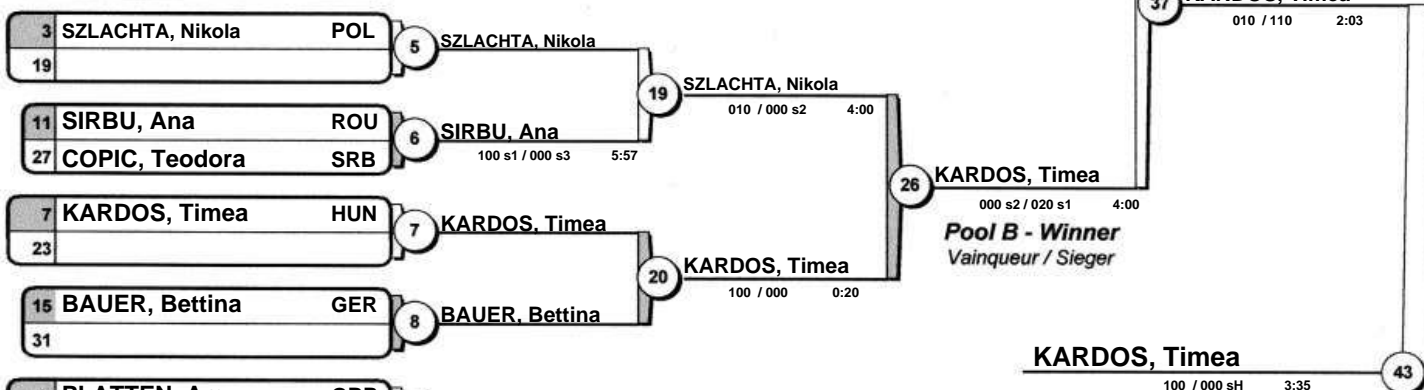 37 KARDOS, Timea
010 / 110 2:03
3 SZLACHTA, Nikola POL
19
5 SZLACHTA, Nikola
11 SIRBU, Ana ROU
27 COPIC, Teodora SRB
6 SIRBU, Ana
100 s1 / 000 s3 5:57
19 SZLACHTA, Nikola
010 / 000 s2 4:00
7 KARDOS, Timea HUN
23
7 KARDOS, Timea
15 BAUER, Bettina GER
31
8 BAUER, Bettina
20 KARDOS, Timea
100 / 000 0:20
26 KARDOS, Timea
000 s2 / 020 s1 4:00
Pool B - Winner
Vainqueur / Sieger
KARDOS, Timea
100 / 000 sH 3:35
43